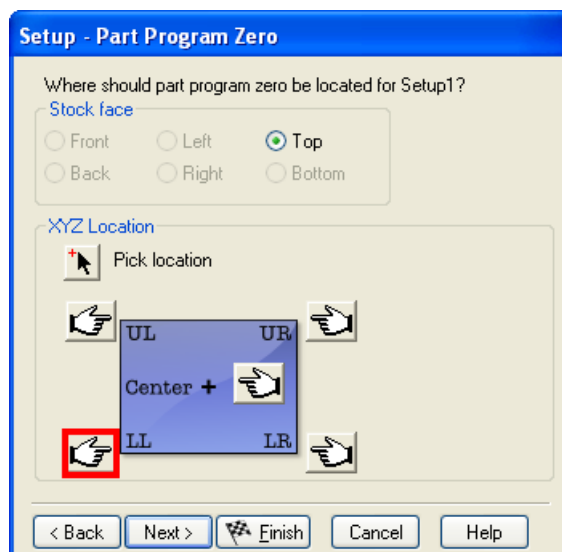 Setup - Part Program Zero
Where should part program zero be located for Setup1?
Stock face
Front Left Top
Back Right Bottom
XYZ Location
Pick location
UL UR
Center +
LL LR
< Back Next > Finish Cancel Help